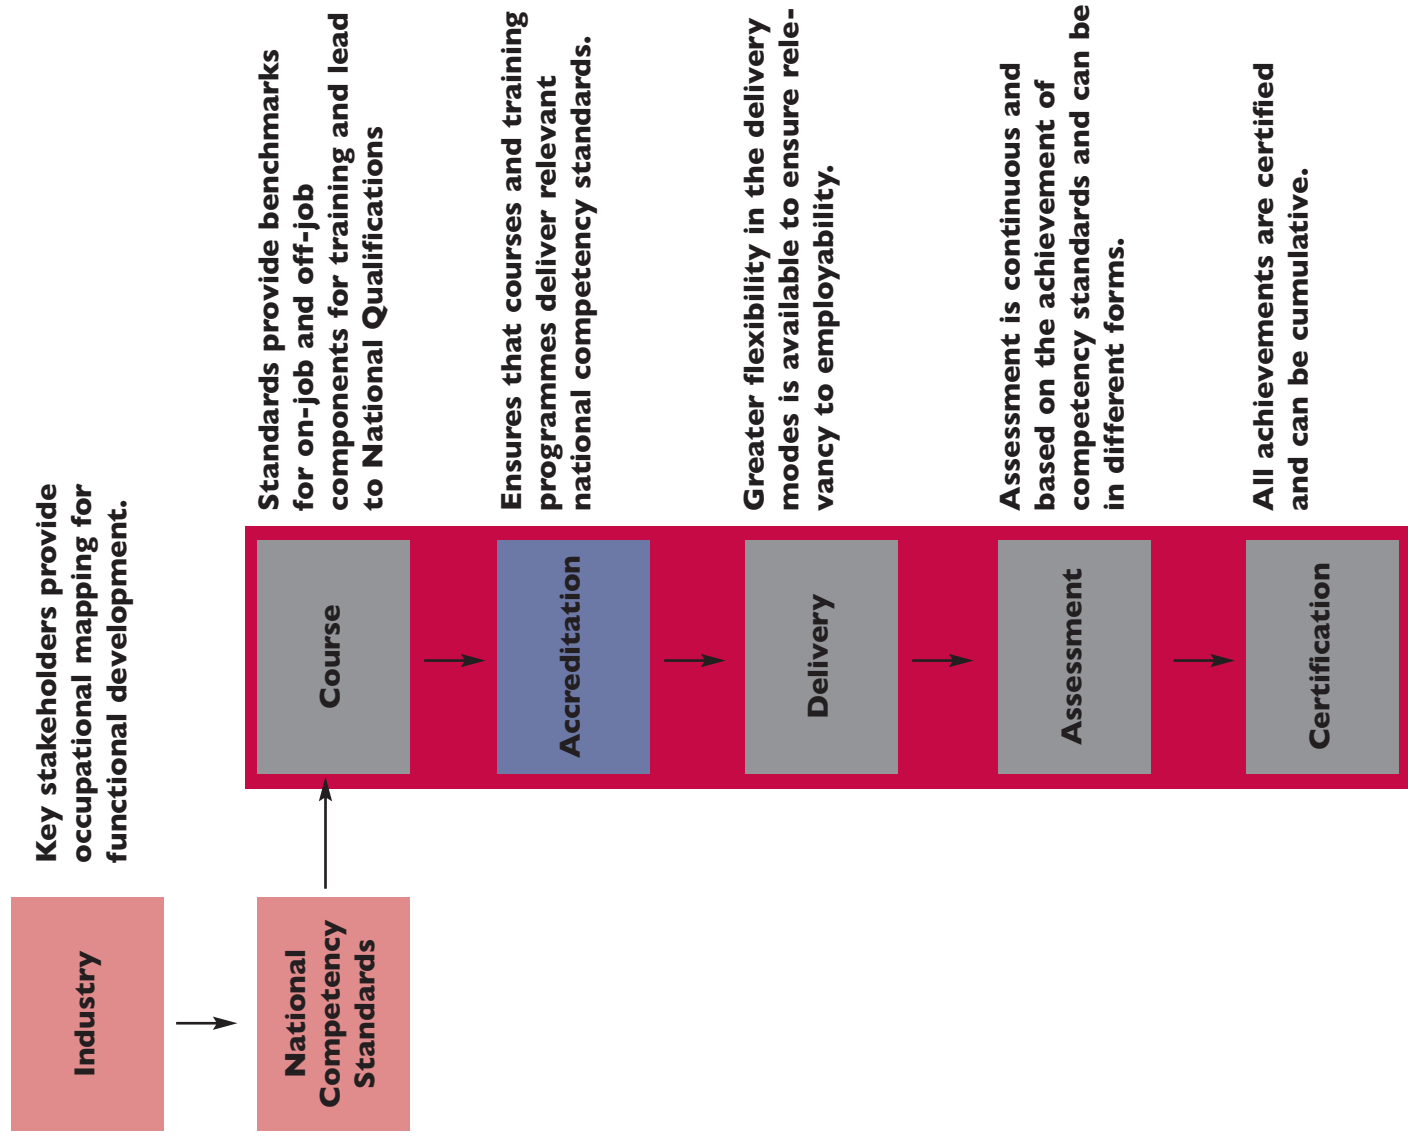 Industry
Key stakeholders provide
occupational mapping for
functional development.
National
Competency
Standards
Course
Standards provide benchmarks
for on-job and off-job
components for training and lead
to National Qualifications
Accreditation
Ensures that courses and training
programmes deliver relevant
national competency standards.
Delivery
Greater flexibility in the delivery
modes is available to ensure rele-
vancy to employability.
Assessment
Assessment is continuous and
based on the achievement of
competency standards and can be
in different forms.
Certification
All achievements are certified
and can be cumulative.